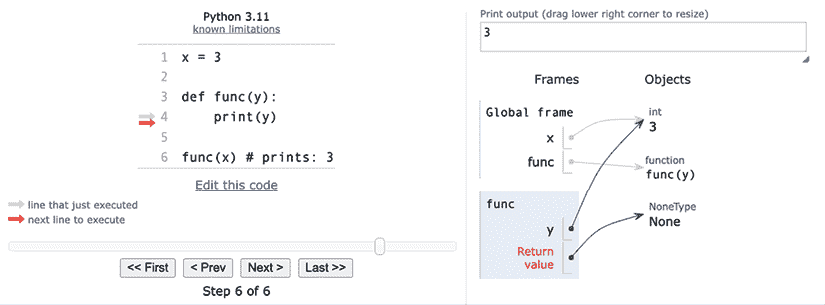 Python 3.11
known limitations
1 x = 3
2
3 def func(y):
4     print(y)
5
6 func(x) # prints: 3
Edit this code
line that just executed
next line to execute
<< First < Prev Next > Last >>
Step 6 of 6
Print output (drag lower right corner to resize)
3
Frames Objects
Global frame
x
func
int
3
function
func(y)
func
y
Return
value
NoneType
None